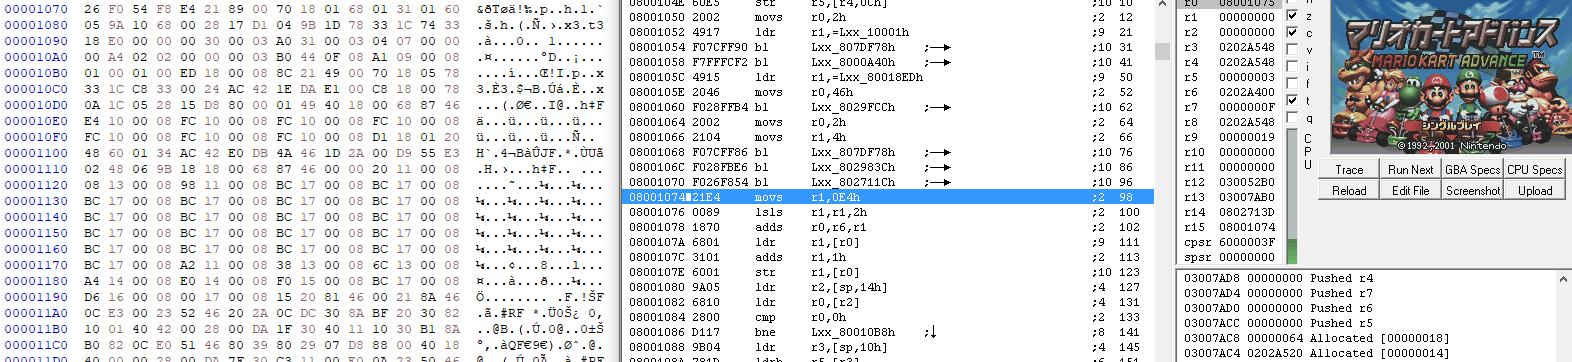 00001070 26 F0 54 F8 E4 21 89 00 70 18 01 68 01 31 01 60 &ðTøä!‰.p..h.1.`
00001080 05 9A 10 68 00 28 17 D1 04 9B 1D 78 33 1C 74 33 .š.h.(.Ñ.›.x3.t3
00001090 18 E0 00 00 00 30 00 03 A0 31 00 03 04 07 00 00
000010A0 00 A4 02 02 00 00 00 03 B0 44 0F 08 A1 09 00 08
000010B0 01 00 01 00 ED 18 00 08 8C 21 49 00 70 18 05 78 ....í...Œ!I.p..x
000010C0 33 1C C8 33 00 24 AC 42 1E DA E1 00 C8 18 00 78 3.È3.$¬B.Úá.È..x
000010D0 0A 1C 05 28 15 D8 80 00 01 49 40 18 00 68 87 46 ...(.Ø€..I@..h‡F
000010E0 E4 10 00 08 FC 10 00 08 FC 10 00 08 FC 10 00 08 ä...ü...ü...ü...
000010F0 FC 10 00 08 FC 10 00 08 FC 10 00 08 D1 18 01 20 ü...ü...ü...Ñ..
00001100 48 60 01 34 AC 42 E0 DB 4A 46 1D 2A 00 D9 55 E3 H`.4¬BàÛJF.*.ÙUã
00001110 02 48 06 9B 18 18 00 68 87 46 00 00 20 11 00 08
00001120 08 13 00 08 98 11 00 08 BC 17 00 08 BC 17 00 08 ....˜...¼...¼...
00001130 BC 17 00 08 BC 17 00 08 BC 17 00 08 BC 17 00 08 ¼...¼...¼...¼...
00001140 BC 17 00 08 BC 17 00 08 BC 17 00 08 BC 17 00 08 ¼...¼...¼...¼...
00001150 BC 17 00 08 BC 17 00 08 BC 17 00 08 BC 17 00 08 ¼...¼...¼...¼...
00001160 BC 17 00 08 BC 17 00 08 BC 17 00 08 BC 17 00 08 ¼...¼...¼...¼...
00001170 BC 17 00 08 A2 11 00 08 38 13 00 08 6C 13 00 08 ¼...¢...8...l...
00001180 A4 14 00 08 E0 14 00 08 F0 15 00 08 BC 17 00 08 ¤...à...ð...¼...
00001190 D6 16 00 08 00 17 00 08 15 20 81 46 00 21 8A 46
000011A0 0C E3 00 23 52 46 20 2A 0C DC 30 8A BF 20 30 82
000011B0 10 01 40 42 00 28 00 DA 1F 30 40 11 10 30 B1 8A
B0 82 0C E0 51 46 80 39 80 29 07 D8 88 00 40 18
0800104E 60E5 str r5,[r4,0Ch] ;10 10
08001050 2002 movs r0,2h ;2 12
08001052 4917 ldr r1,=Lxx_10001h ;9 21
08001054 F07CFF90 bl Lxx_807DF78h ;→ ;10 31
08001058 F7FFFCF2 bl Lxx_8000A40h ;→ ;10 41
0800105C 4915 ldr r1,=Lxx_80018EDh ;9 50
0800105E 2046 movs r0,46h ;2 52
08001060 F028FFB4 bl Lxx_8029FCCh ;→ ;10 62
08001064 2002 movs r0,2h ;2 64
08001066 2104 movs r1,4h ;2 66
08001068 F07CFF86 bl Lxx_807DF78h ;→ ;10 76
0800106C F028FBE6 bl Lxx_802983Ch ;→ ;10 86
08001070 F026F854 bl Lxx_802711Ch ;→ ;10 96
08001074 21E4 movs r1,0E4h ;2 98
08001076 0089 lsls r1,r1,2h ;2 100
08001078 1870 adds r0,r6,r1 ;2 102
0800107A 6801 ldr r1,[r0] ;9 111
0800107C 3101 adds r1,1h ;2 113
0800107E 6001 str r1,[r0] ;10 123
08001080 9A05 ldr r2,[sp,14h] ;4 127
08001082 6810 ldr r0,[r2] ;4 131
08001084 2800 cmp r0,0h ;2 133
08001086 D117 bne Lxx_80010B8h ;↓ ;8 141
08001088 9B04 ldr r3,[sp,10h] ;4 145
r0 08001075
r1 00000000
r2 00000000
r3 0202A548
r4 0202A548
r5 00000003
r6 0202A400
r7 0000000F
r8 0202A548
r9 00000019
r10 00000000
r11 00000000
r12 030052B0
r13 03007AB0
r14 0802713D
r15 08001074
cpsr 6000003F
spsr 00000000
z
c
v
i
f
t
q
C
P
U
マリオカートアドバンス
MARIO KART ADVANCE™
シングルプレイ
©1992-2001 Nintendo
Trace Run Next GBA Specs CPU Specs
Reload Edit File Screenshot Upload
03007AD8 00000000 Pushed r4
03007AD4 00000000 Pushed r7
03007AD0 00000000 Pushed r6
03007ACC 00000000 Pushed r5
03007AC8 00000064 Allocated [00000018]
03007AC4 0202A520 Allocated [00000014]